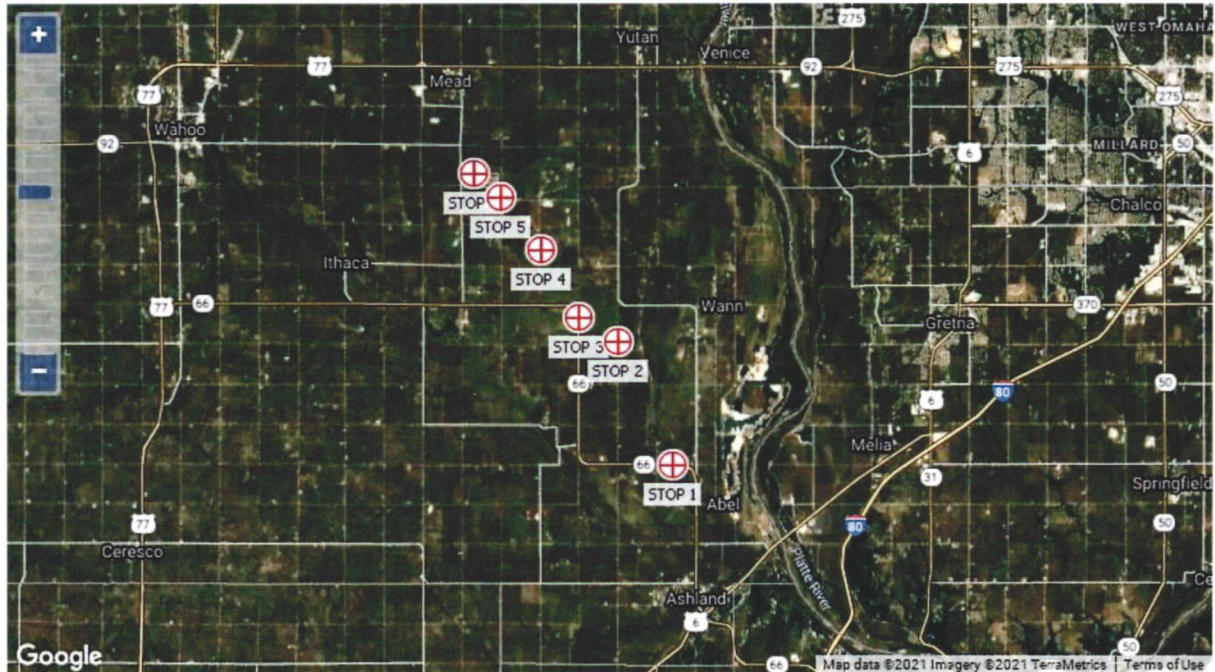 275
WEST OMAHA
Yutan
Venice
77
92
275
Mead
77
275
Wahoo
92
6
MILLARD
50
STOP
Chalco
STOP 5
Ithaca
STOP 4
77
66
Wann
370
Gretna
STOP 3
STOP 2
66
50
80
6
Melia
66
31
Springfield
STOP 1
Abel
77
80
50
Ceresco
Platte River
Ce
Ashland
6
50
Google
66
Map data ©2021 Imagery ©2021 TerraMetrics
Terms of Use